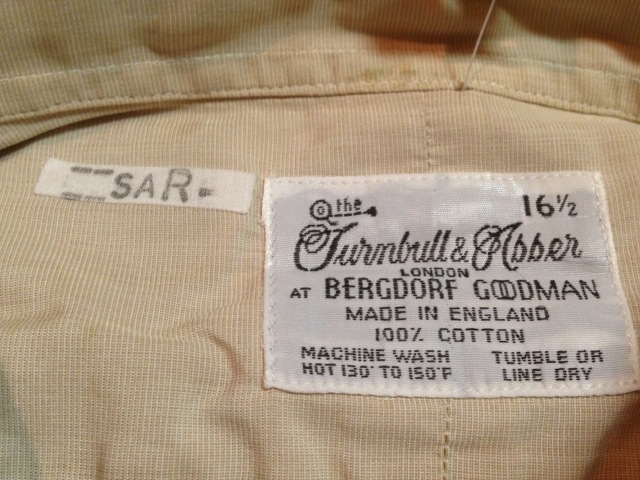 SAR
the 16½
Turnbull & Asser
LONDON
AT BERGDORF GOODMAN
MADE IN ENGLAND
100% COTTON
MACHINE WASH TUMBLE OR
HOT 130° TO 150°F LINE DRY